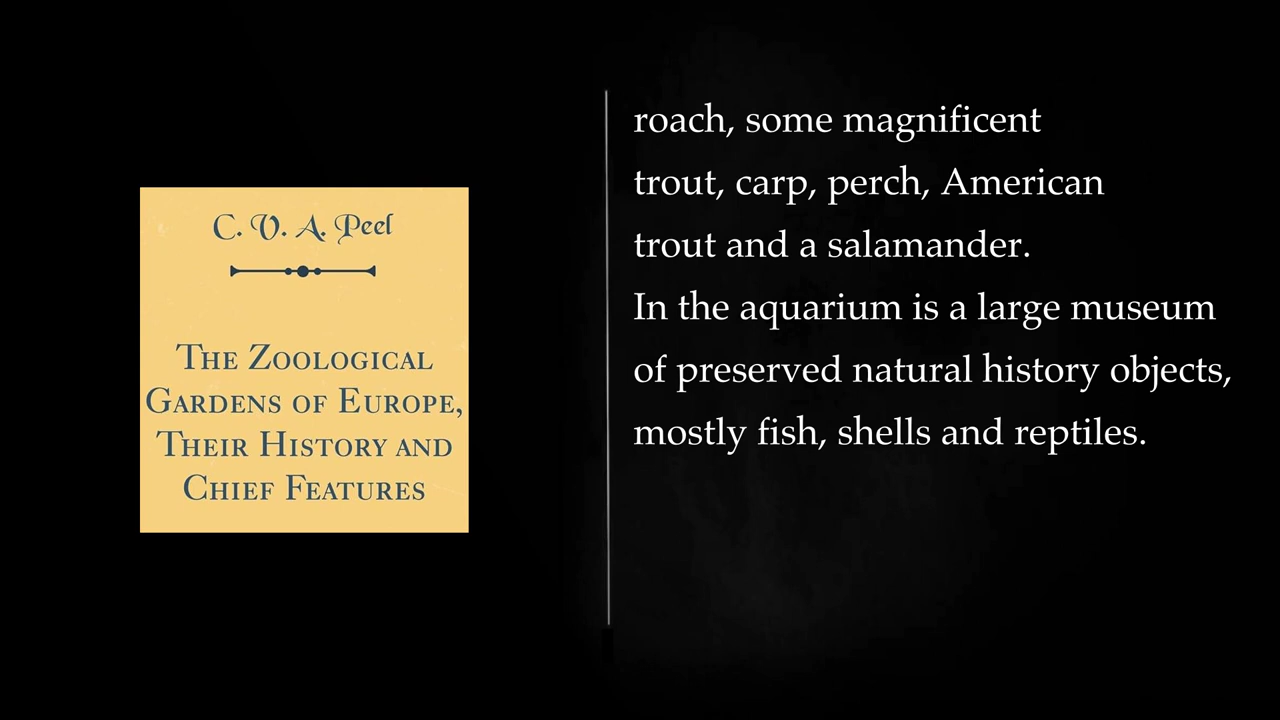 C. V. A. Peel
The Zoological
Gardens of Europe,
Their History and
Chief Features
roach, some magnificent
trout, carp, perch, American
trout and a salamander.
In the aquarium is a large museum
of preserved natural history objects,
mostly fish, shells and reptiles.